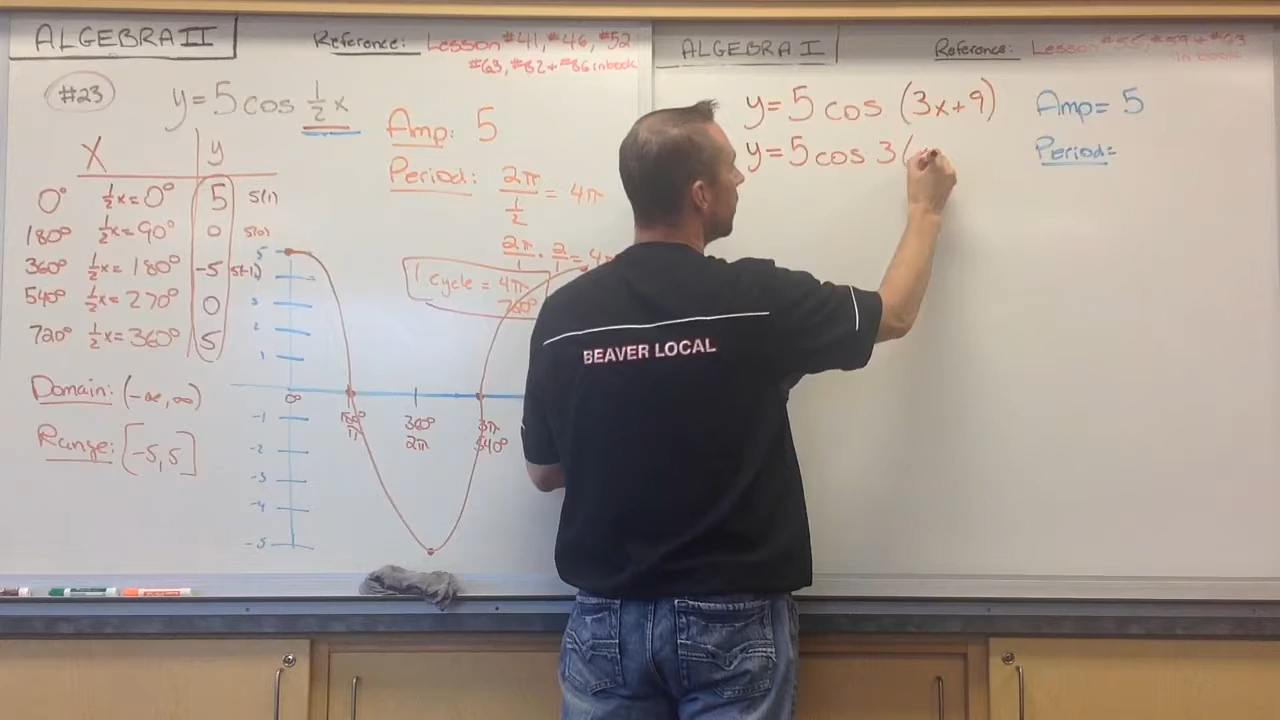 ALGEBRA II
Reference: Lesson #41, #46, #52
#63, #82 + #86 in book
#23
y = 5 cos 1/2 x
Amp: 5
Period: 2π / 1/2 = 4π
2π/1 · 2/1 = 4π
1 Cycle = 4π
720°
X y
0° 1/2x = 0° 5 5(1)
180° 1/2x = 90° 0 5(0)
360° 1/2x = 180° -5 5(-1)
540° 1/2x = 270° 0
720° 1/2x = 360° 5
Domain: (-∞, ∞)
Range: [-5, 5]
5
3
2
1
-1
-2
-3
-4
-5
0° 180° 360° 540°
π 2π 3π
ALGEBRA II
Reference: Lesson #55, #59 +
in book
y = 5 cos (3x + 9)
y = 5 cos 3(
Amp = 5
Period =
BEAVER LOCAL